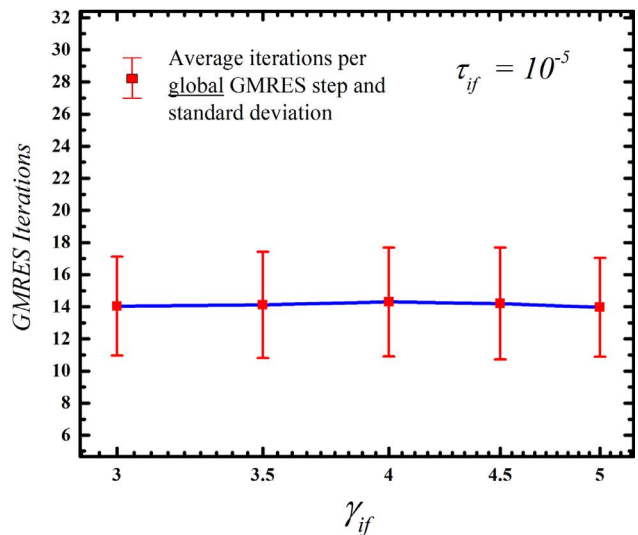 32
30
28
26
24
22
20
18
16
14
12
10
8
6
GMRES Iterations
Average iterations per
global GMRES step and
standard deviation
τif = 10-5
3 3.5 4 4.5 5
γif